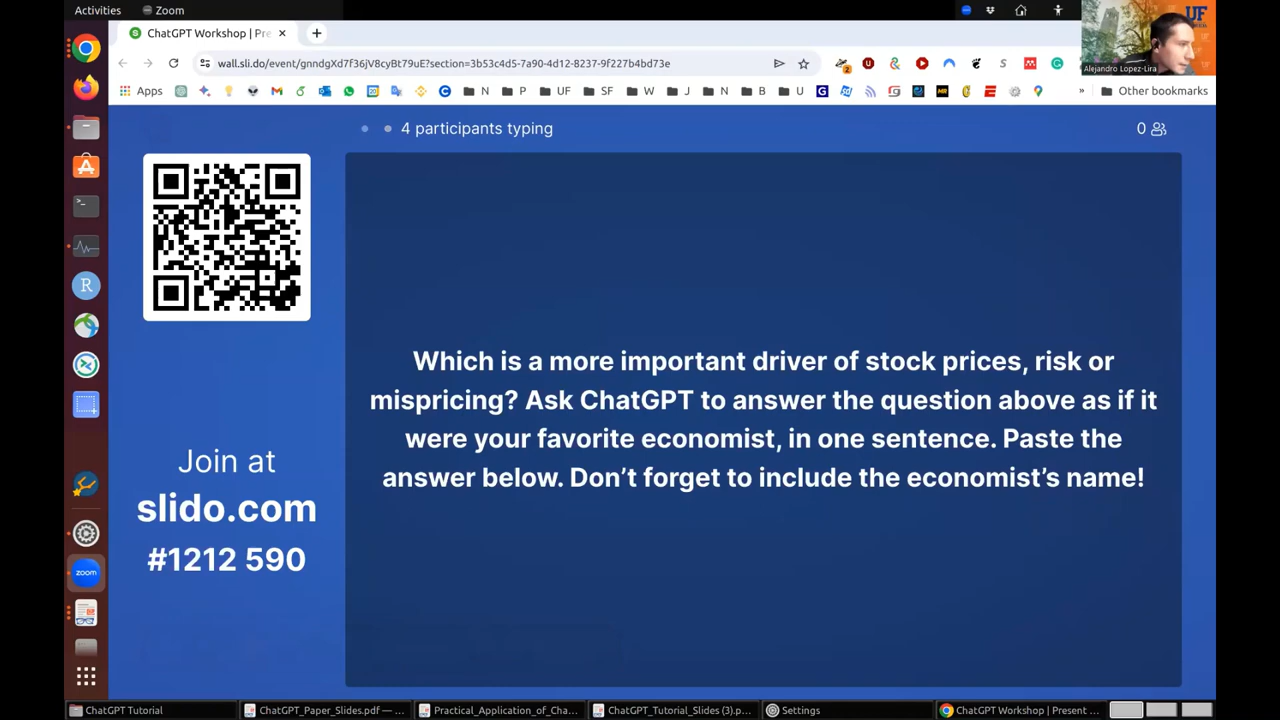 Activities
Zoom
ChatGPT Workshop | Pre
wall.sli.do/event/gnndgXd7f36jV8cyBt79uE?section=3b53c4d5-7a90-4d12-8237-9f227b4bd73e
Apps
N
P
UF
SF
W
J
N
B
U
Other bookmarks
UF
Alejandro Lopez-Lira
4 participants typing
0
Which is a more important driver of stock prices, risk or
mispricing? Ask ChatGPT to answer the question above as if it
were your favorite economist, in one sentence. Paste the
answer below. Don’t forget to include the economist’s name!
Join at
slido.com
#1212 590
zoom
ChatGPT Tutorial
ChatGPT_Paper_Slides.pdf — ...
Practical_Application_of_Cha...
ChatGPT_Tutorial_Slides (3).p...
Settings
ChatGPT Workshop | Present ...